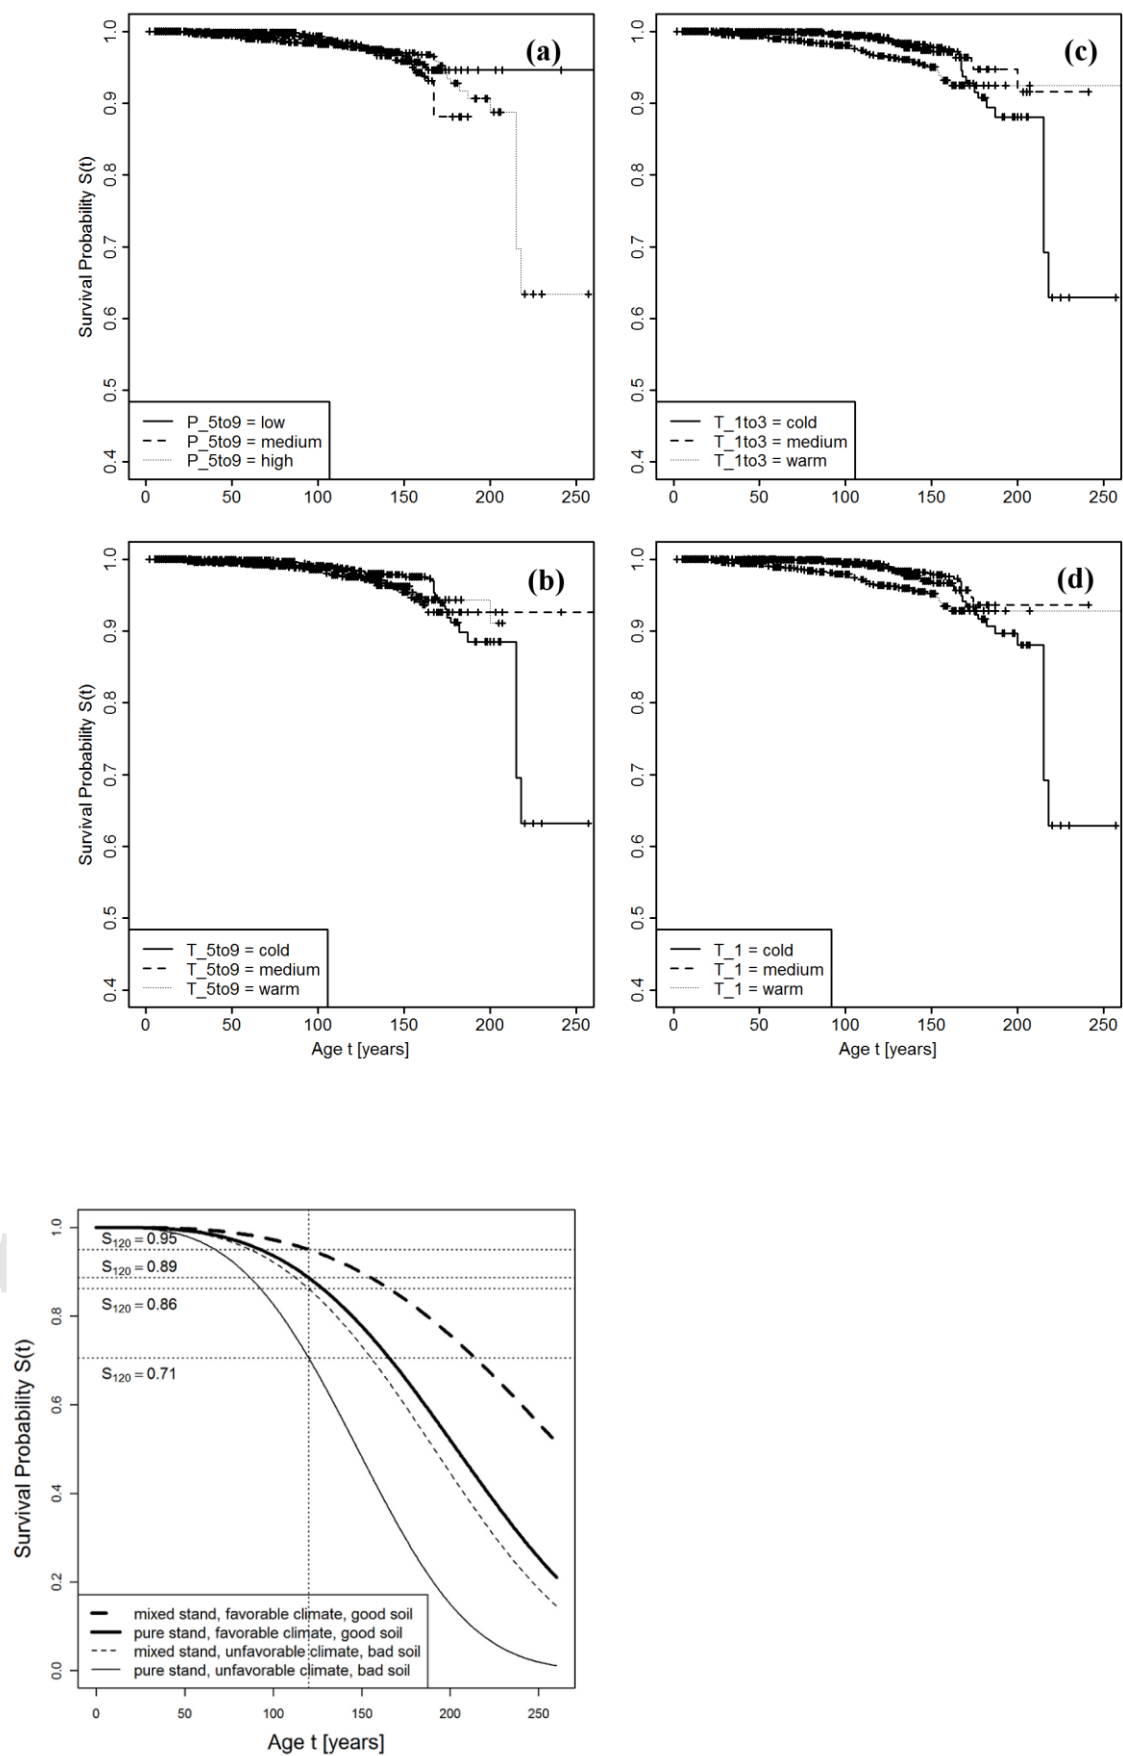 (a)
Survival Probability S(t)
1.0
0.9
0.8
0.7
0.6
0.5
0.4
P_5to9 = low
P_5to9 = medium
P_5to9 = high
0 50 100 150 200 250
(c)
1.0
0.9
0.8
0.7
0.6
0.5
0.4
T_1to3 = cold
T_1to3 = medium
T_1to3 = warm
0 50 100 150 200 250
(b)
Survival Probability S(t)
1.0
0.9
0.8
0.7
0.6
0.5
0.4
T_5to9 = cold
T_5to9 = medium
T_5to9 = warm
0 50 100 150 200 250
Age t [years]
(d)
1.0
0.9
0.8
0.7
0.6
0.5
0.4
T_1 = cold
T_1 = medium
T_1 = warm
0 50 100 150 200 250
Age t [years]
Survival Probability S(t)
1.0
0.8
0.6
0.4
0.2
0.0
S120 = 0.95
S120 = 0.89
S120 = 0.86
S120 = 0.71
mixed stand, favorable climate, good soil
pure stand, favorable climate, good soil
mixed stand, unfavorable climate, bad soil
pure stand, unfavorable climate, bad soil
0 50 100 150 200 250
Age t [years]